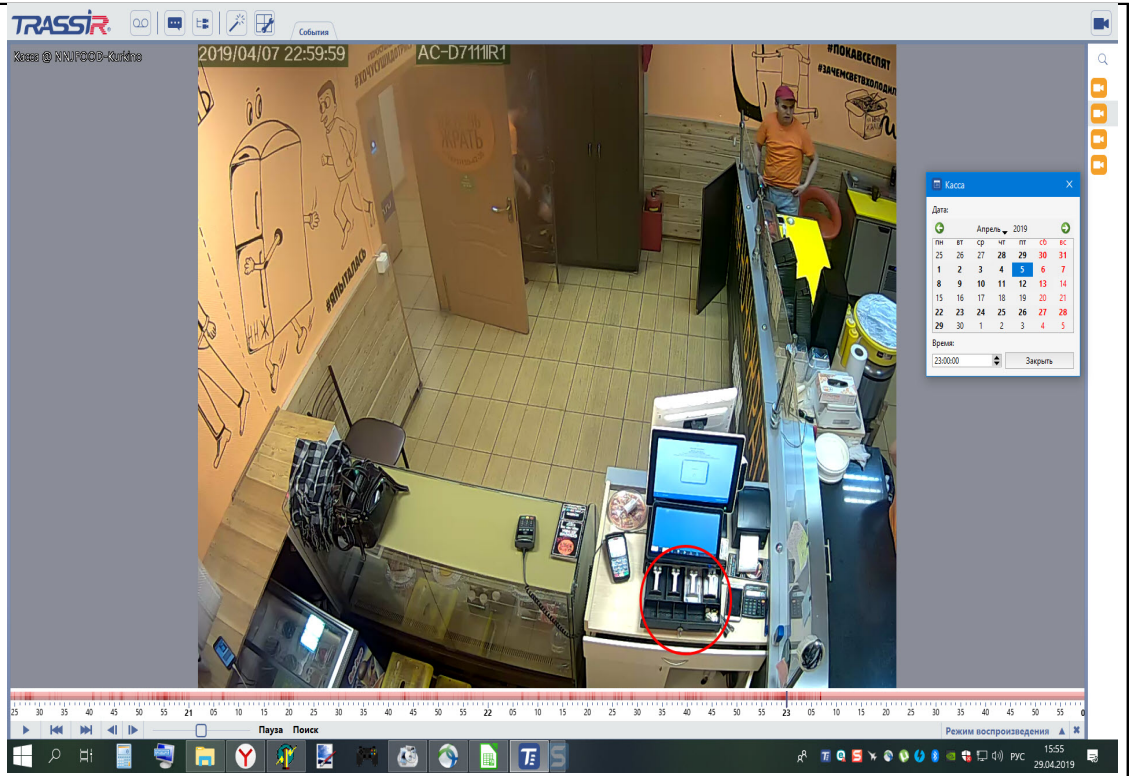 TRASSIR
События
Касса @ NNJFOOD-Kurkino
2019/04/07 22:59:59
AC-D7111IR1
#ХОЧУСУШИДОТРИ
ЖРАТЬ
#ЯПЫТАЛАСЬ
ННЖ
#ПОКАВСЕСПЯТ
#ЗАЧЕМСВЕТВХОЛОДИЛ
Касса
Дата:
Апрель 2019
пн вт ср чт пт сб вс
25 26 27 28 29 30 31
1 2 3 4 5 6 7
8 9 10 11 12 13 14
15 16 17 18 19 20 21
22 23 24 25 26 27 28
29 30 1 2 3 4 5
Время:
23:00:00
Закрыть
25 30 35 40 45 50 55 21 05 10 15 20 25 30 35 40 45 50 55 22 05 10 15 20 25 30 35 40 45 50 55 23 05 10 15 20 25 30 35 40 45 50 55 0
Пауза Поиск
Режим воспроизведения
РУС
15:55
29.04.2019